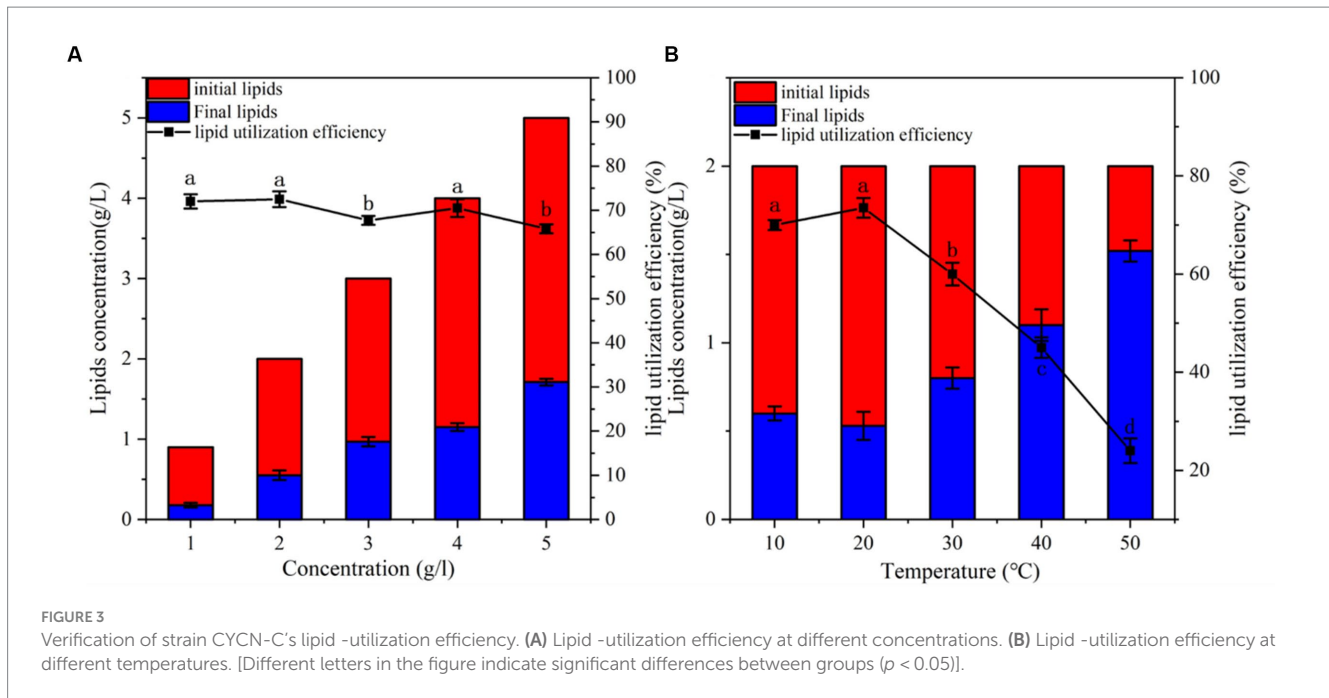 A
initial lipids
Final lipids
lipid utilization efficiency
Lipids concentration(g/L)
5
4
3
2
1
0
a
a
b
a
b
100
90
80
70
60
50
40
30
20
10
0
lipid utilization efficiency (%)
1 2 3 4 5
Concentration (g/l)
B
initial lipids
Final lipids
lipid utilization efficiency
Lipids concentration(g/L)
2
1
0
a
a
b
c
d
100
80
60
40
20
lipid utilization efficiency (%)
10 20 30 40 50
Temperature (℃)
FIGURE 3
Verification of strain CYCN-C’s lipid -utilization efficiency. (A) Lipid -utilization efficiency at different concentrations. (B) Lipid -utilization efficiency at
different temperatures. [Different letters in the figure indicate significant differences between groups (p < 0.05)].